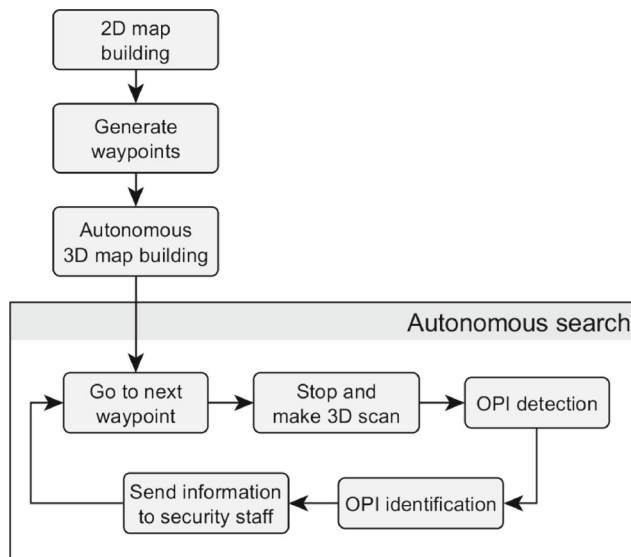 2D map
building
Generate
waypoints
Autonomous
3D map building
Autonomous search
Go to next
waypoint
Stop and
make 3D scan
OPI detection
OPI identification
Send information
to security staff